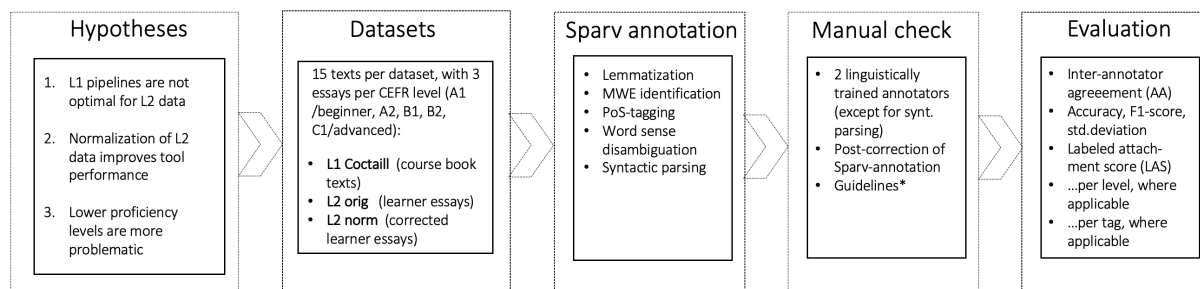 Hypotheses
1. L1 pipelines are not
optimal for L2 data
2. Normalization of L2
data improves tool
performance
3. Lower proficiency
levels are more
problematic
Datasets
15 texts per dataset, with 3
essays per CEFR level (A1
/beginner, A2, B1, B2,
C1/advanced):
• L1 Coctaill (course book
texts)
• L2 orig (learner essays)
• L2 norm (corrected
learner essays)
Sparv annotation
• Lemmatization
• MWE identification
• PoS-tagging
• Word sense
disambiguation
• Syntactic parsing
Manual check
• 2 linguistically
trained annotators
(except for synt.
parsing)
• Post-correction of
Sparv-annotation
• Guidelines*
Evaluation
• Inter-annotator
agreeement (AA)
• Accuracy, F1-score,
std.deviation
• Labeled attach-
ment score (LAS)
• ...per level, where
applicable
• ...per tag, where
applicable